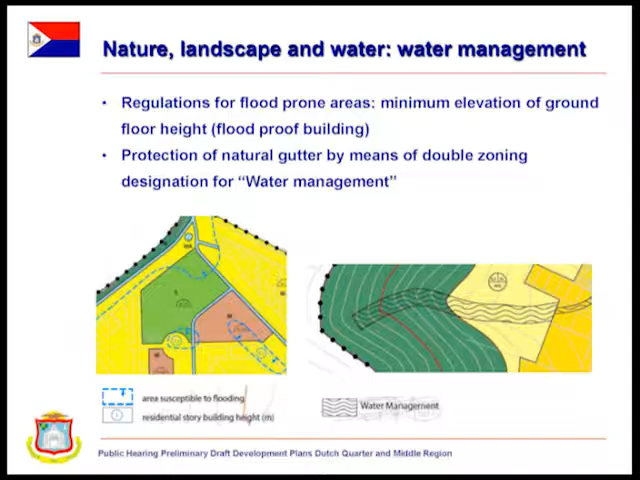 Nature, landscape and water: water management
• Regulations for flood prone areas: minimum elevation of ground
floor height (flood proof building)
• Protection of natural gutter by means of double zoning
designation for “Water management”
area susceptible to flooding
residential story building height (m)
Water Management
Public Hearing Preliminary Draft Development Plans Dutch Quarter and Middle Region